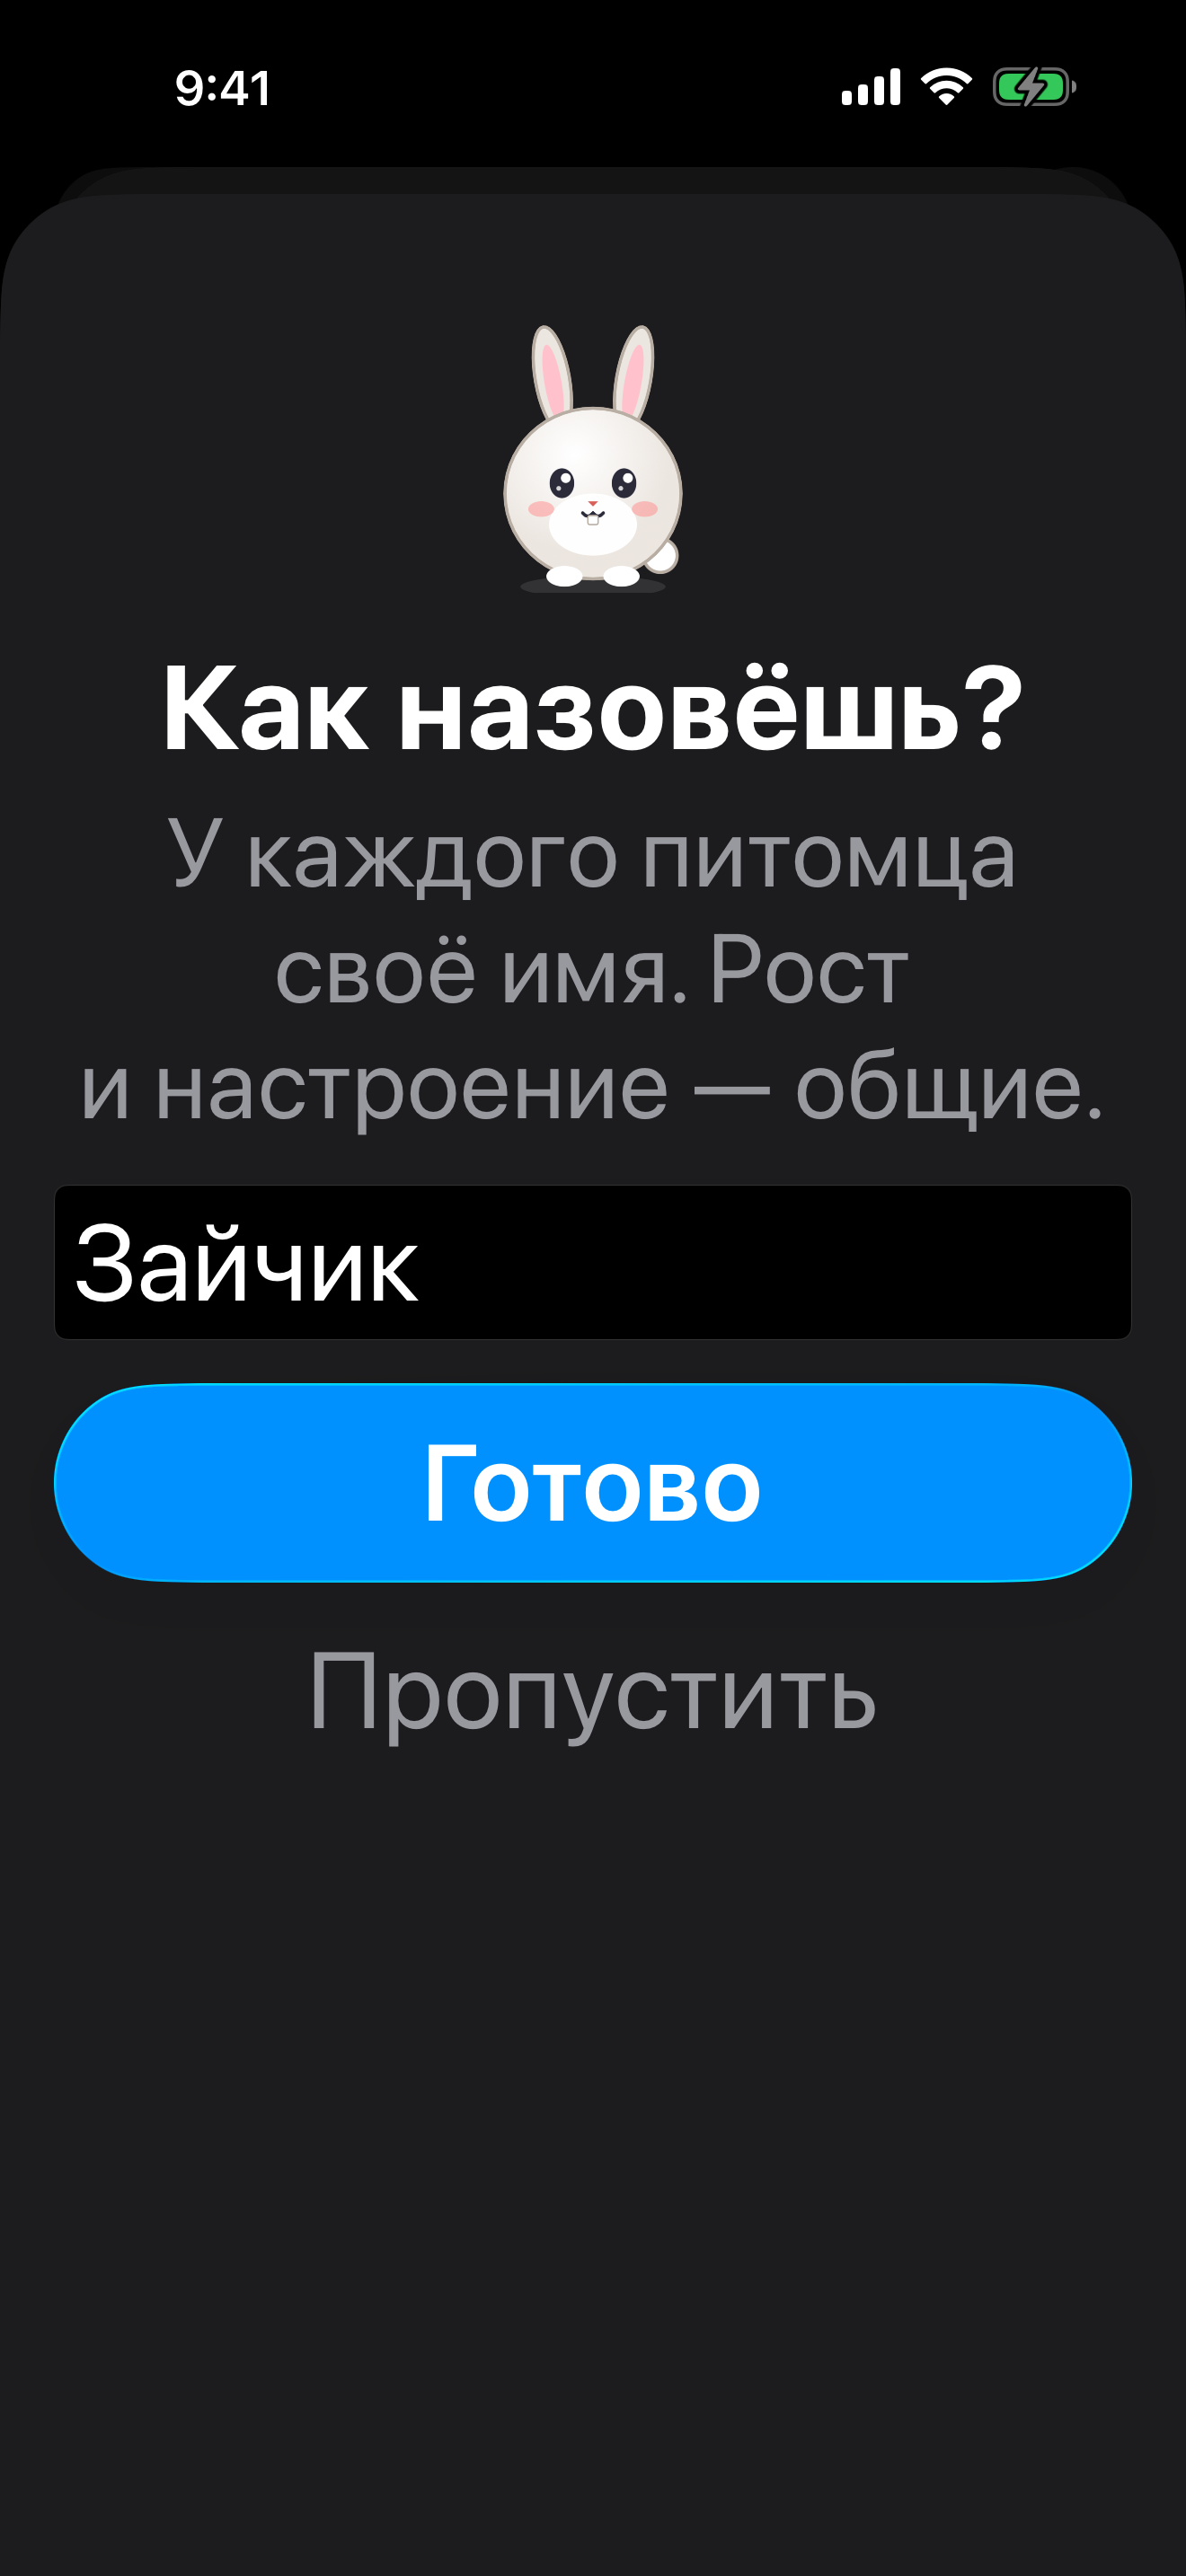 9:41
Как назовёшь?
У каждого питомца
своё имя. Рост
и настроение — общие.
Зайчик
Готово
Пропустить